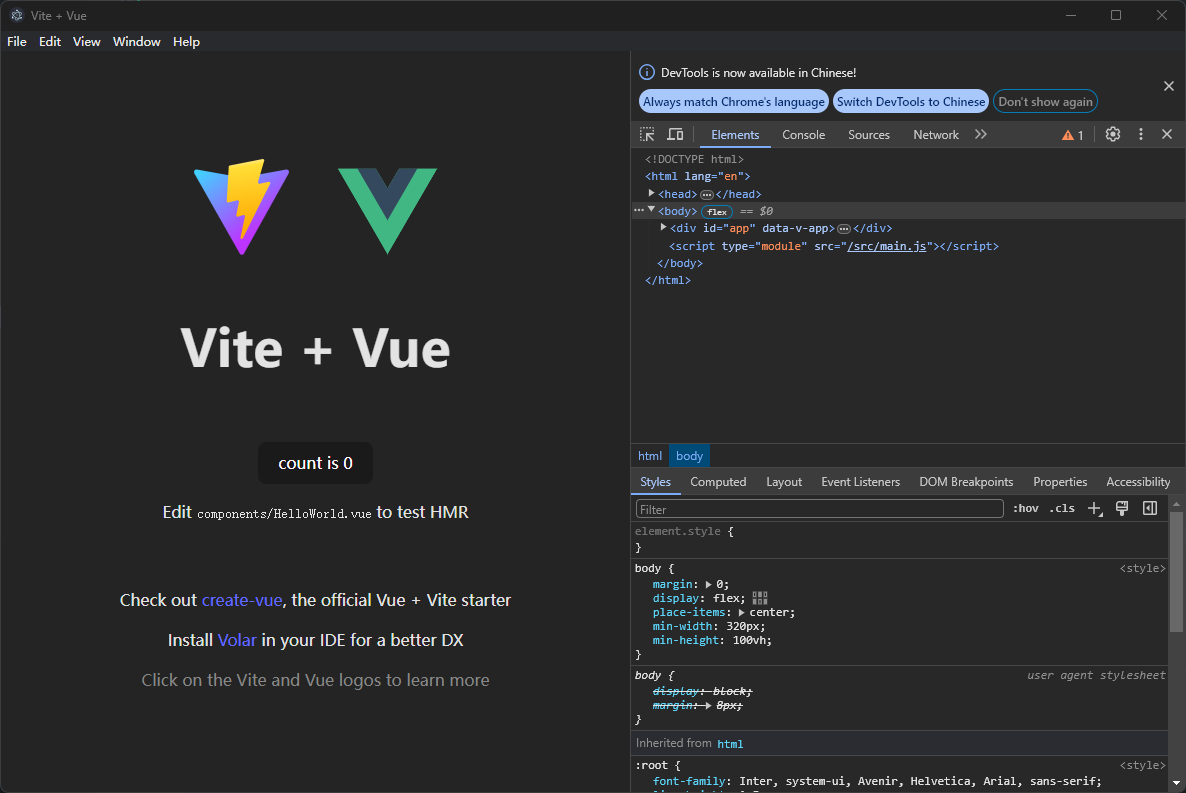 Vite + Vue
File Edit View Window Help
Vite + Vue
count is 0
Edit components/HelloWorld.vue to test HMR
Check out create-vue, the official Vue + Vite starter
Install Volar in your IDE for a better DX
Click on the Vite and Vue logos to learn more
DevTools is now available in Chinese!
Always match Chrome's language Switch DevTools to Chinese Don't show again
Elements Console Sources Network 1
<!DOCTYPE html>
<html lang="en">
<head> … </head>
<body> flex == $0
<div id="app" data-v-app> … </div>
<script type="module" src="/src/main.js"></script>
</body>
</html>
html body
Styles Computed Layout Event Listeners DOM Breakpoints Properties Accessibility
Filter :hov .cls
element.style {
}
body { <style>
margin: 0;
display: flex;
place-items: center;
min-width: 320px;
min-height: 100vh;
}
body { user agent stylesheet
display: block;
margin: 8px;
}
Inherited from html
:root { <style>
font-family: Inter, system-ui, Avenir, Helvetica, Arial, sans-serif;